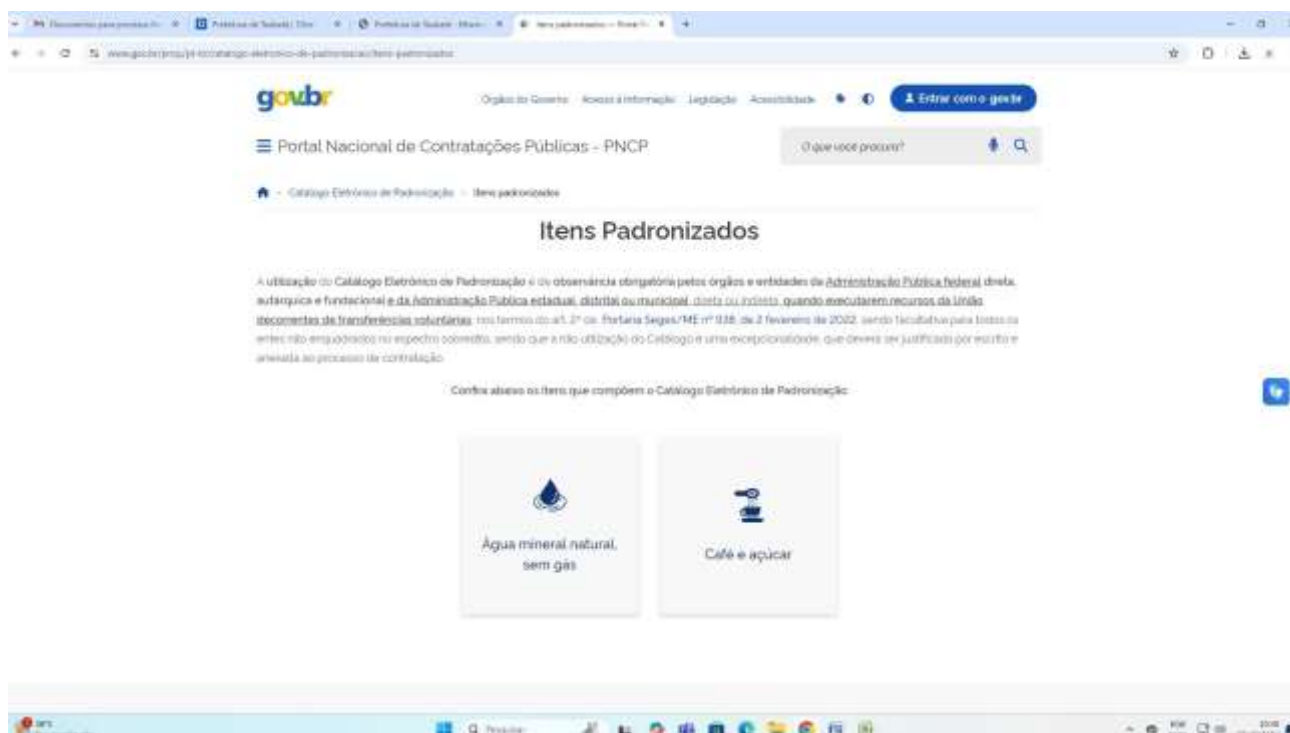 gov.br
Órgãos do Governo Acesso à Informação Legislação Acessibilidade Entrar com o gov.br
Portal Nacional de Contratações Públicas - PNCP O que você procura?
Catálogo Eletrônico de Padronização Itens padronizados
Itens Padronizados
A utilização do Catálogo Eletrônico de Padronização é de observância obrigatória pelos órgãos e entidades da Administração Pública federal direta,
autárquica e fundacional e da Administração Pública estadual, distrital ou municipal, direta ou indireta, quando executarem recursos da União
decorrentes de transferências voluntárias, nos termos do art. 2º da Portaria Seges/ME nº 938, de 2 fevereiro de 2022, sendo facultativa para todos os
entes não enquadrados no espectro sobredito, sendo que a não utilização do Catálogo é uma excepcionalidade, que deverá ser justificada por escrito e
anexada ao processo de contratação.
Confira abaixo os itens que compõem o Catálogo Eletrônico de Padronização:
Água mineral natural,
sem gás
Café e açúcar